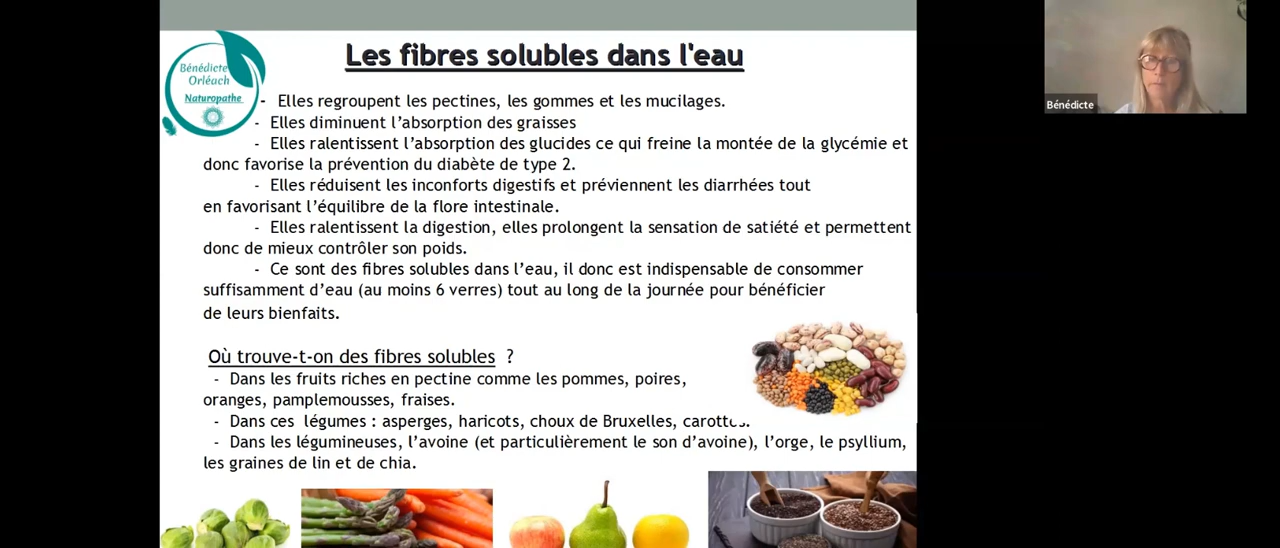 Les fibres solubles dans l'eau
Bénédicte
Orléach
Naturopathe
- Elles regroupent les pectines, les gommes et les mucilages.
- Elles diminuent l’absorption des graisses
- Elles ralentissent l’absorption des glucides ce qui freine la montée de la glycémie et
donc favorise la prévention du diabète de type 2.
- Elles réduisent les inconforts digestifs et préviennent les diarrhées tout
en favorisant l’équilibre de la flore intestinale.
- Elles ralentissent la digestion, elles prolongent la sensation de satiété et permettent
donc de mieux contrôler son poids.
- Ce sont des fibres solubles dans l’eau, il donc est indispensable de consommer
suffisamment d’eau (au moins 6 verres) tout au long de la journée pour bénéficier
de leurs bienfaits.
Où trouve-t-on des fibres solubles ?
- Dans les fruits riches en pectine comme les pommes, poires,
oranges, pamplemousses, fraises.
- Dans ces légumes : asperges, haricots, choux de Bruxelles, carottes.
- Dans les légumineuses, l’avoine (et particulièrement le son d’avoine), l’orge, le psyllium,
les graines de lin et de chia.
Bénédicte